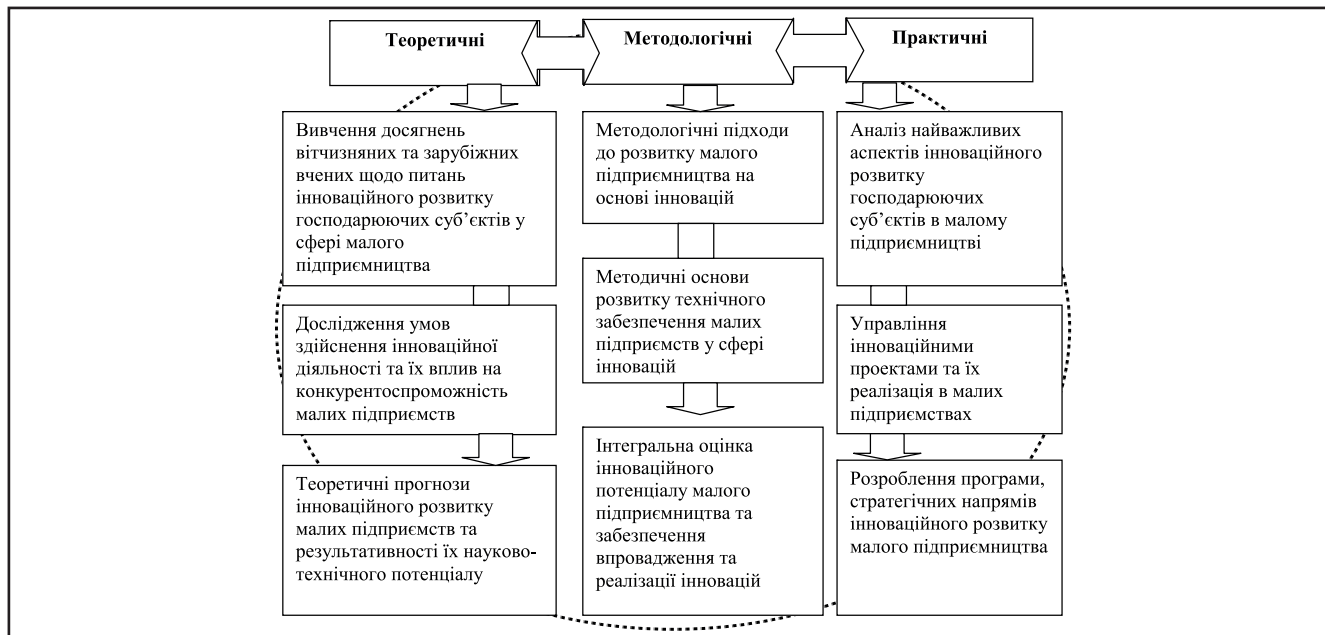 Теоретичні
Методологічні
Практичні
Вивчення досягнень
вітчизняних та зарубіжних
вчених щодо питань
інноваційного розвитку
господарюючих суб’єктів у
сфері малого
підприємництва
Дослідження умов
здійснення інноваційної
діяльності та їх вплив на
конкурентоспроможність
малих підприємств
Теоретичні прогнози
інноваційного розвитку
малих підприємств та
результативності їх науково-
технічного потенціалу
Методологічні підходи
до розвитку малого
підприємництва на
основі інновацій
Методичні основи
розвитку технічного
забезпечення малих
підприємств у сфері
інновацій
Інтегральна оцінка
інноваційного
потенціалу малого
підприємництва та
забезпечення
впровадження та
реалізації інновацій
Аналіз найважливих
аспектів інноваційного
розвитку
господарюючих
суб’єктів в малому
підприємництві
Управління
інноваційними
проектами та їх
реалізація в малих
підприємствах
Розроблення програми,
стратегічних напрямів
інноваційного розвитку
малого підприємництва